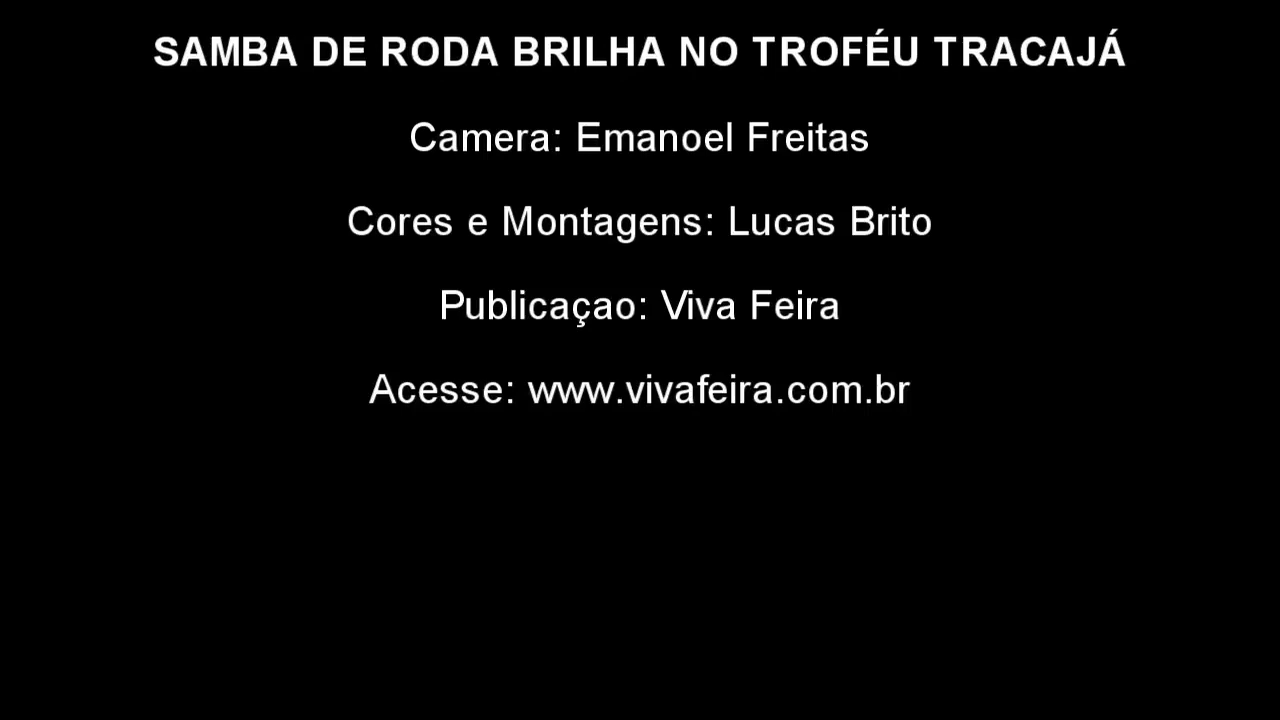 SAMBA DE RODA BRILHA NO TROFÉU TRACAJÁ
Camera: Emanoel Freitas
Cores e Montagens: Lucas Brito
Publicaçao: Viva Feira
Acesse: www.vivafeira.com.br